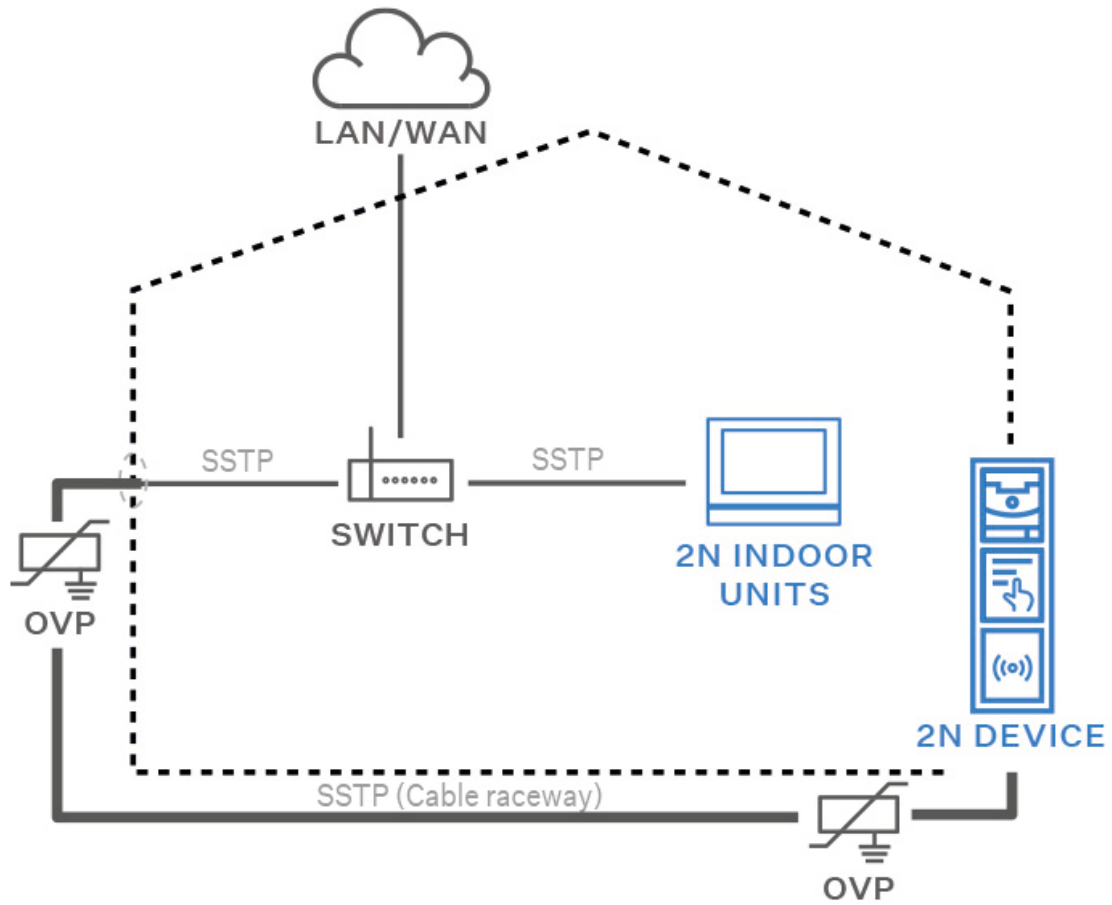 LAN/WAN
SSTP
SSTP
SWITCH
2N INDOOR
UNITS
OVP
2N DEVICE
SSTP (Cable raceway)
OVP